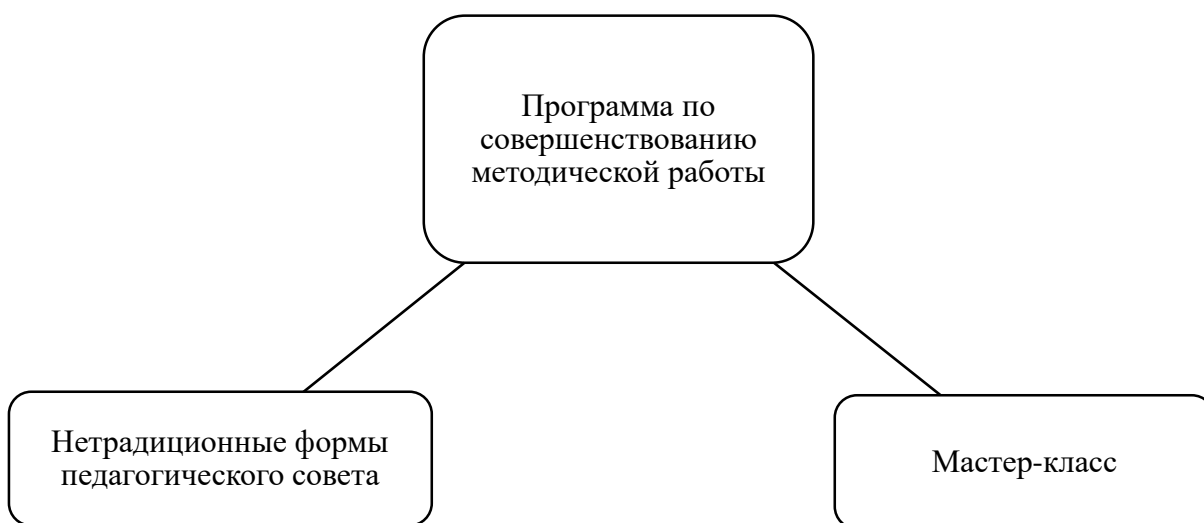 Программа по
совершенствованию
методической работы
Нетрадиционные формы
педагогического совета
Мастер-класс